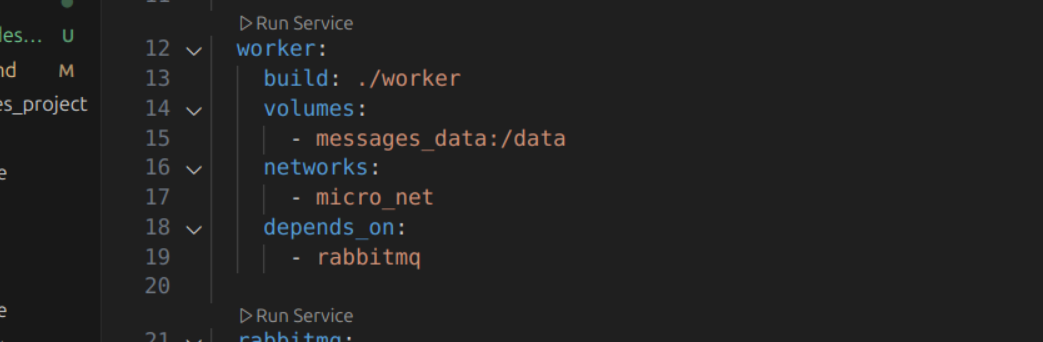 Run Service
les... U
12 worker:
nd M
13 build: ./worker
es_project
14 volumes:
15 - messages_data:/data
16 networks:
e
17 - micro_net
18 depends_on:
19 - rabbitmq
20
e
Run Service
21 rabbitmq: